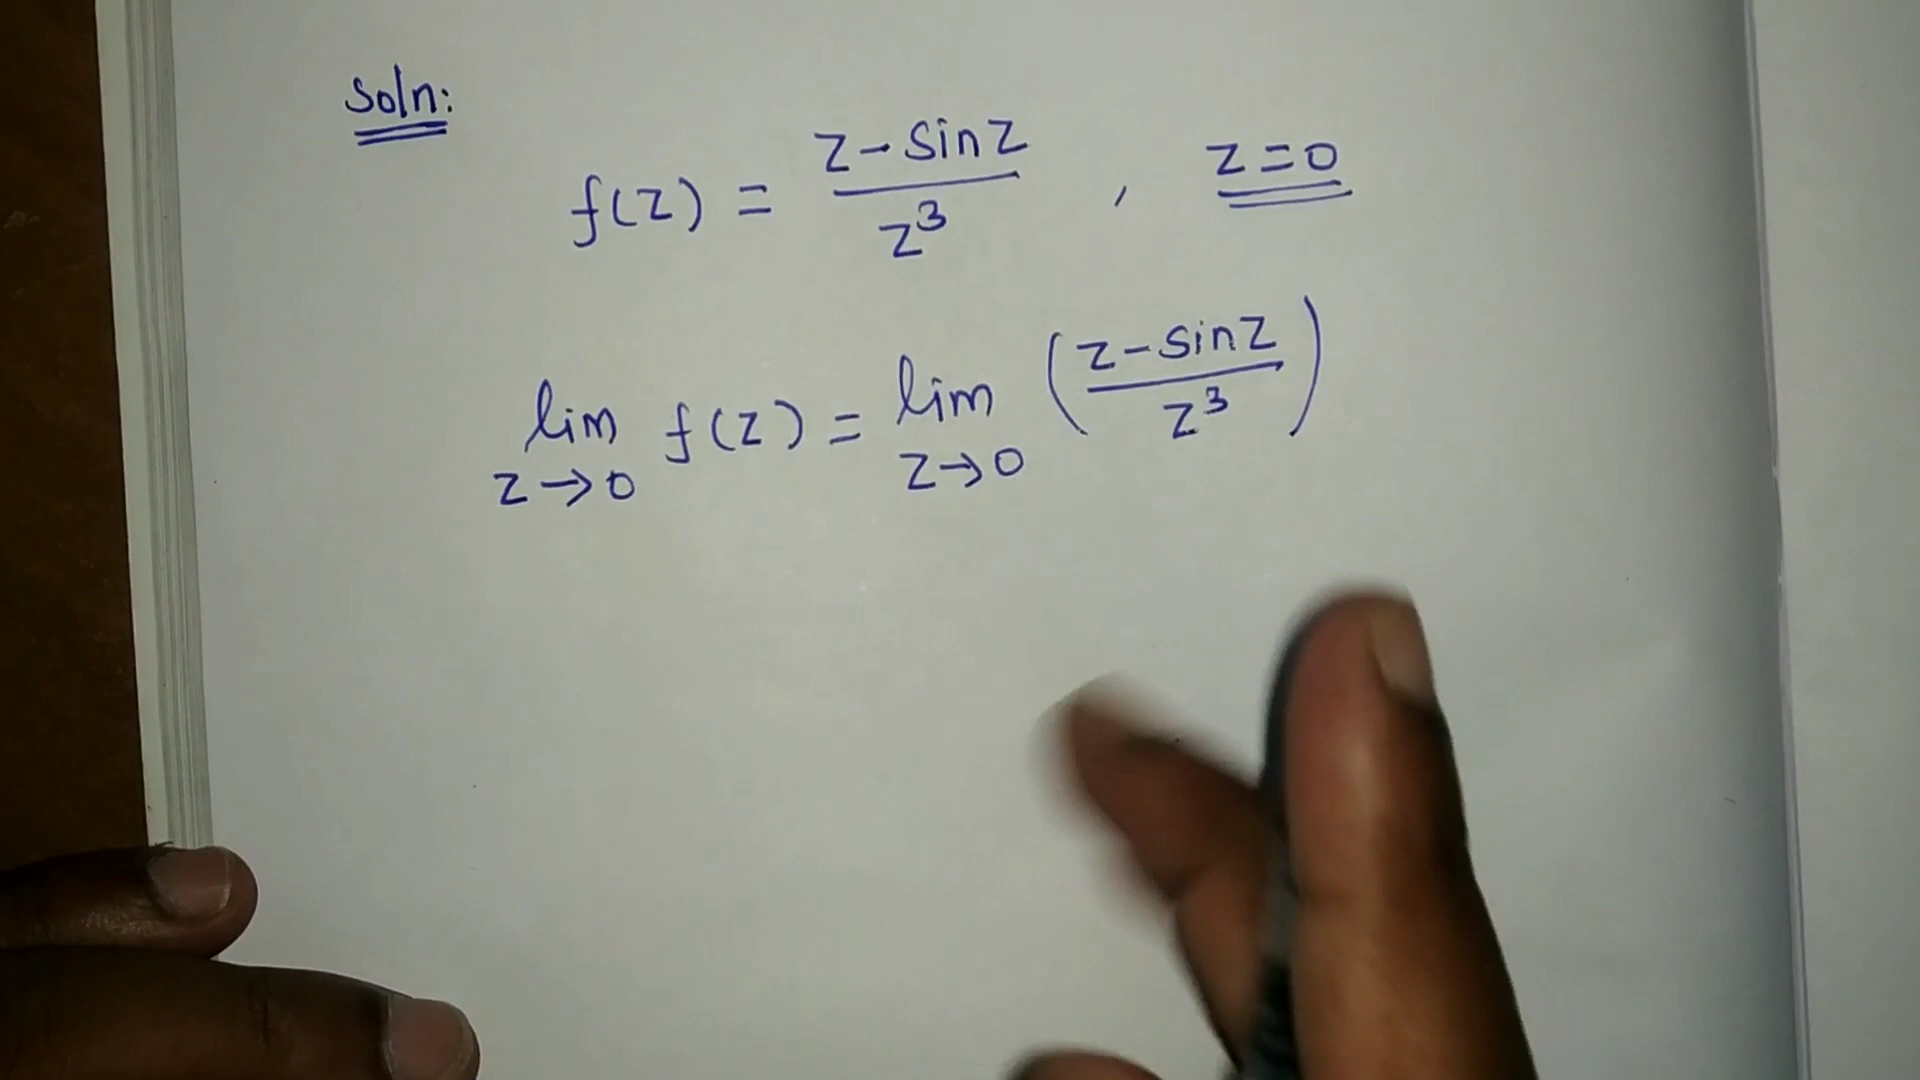 Soln:
f(z) = z - sin z / z³ , z=0
lim z→0 f(z) = lim z→0 (z - sin z / z³)